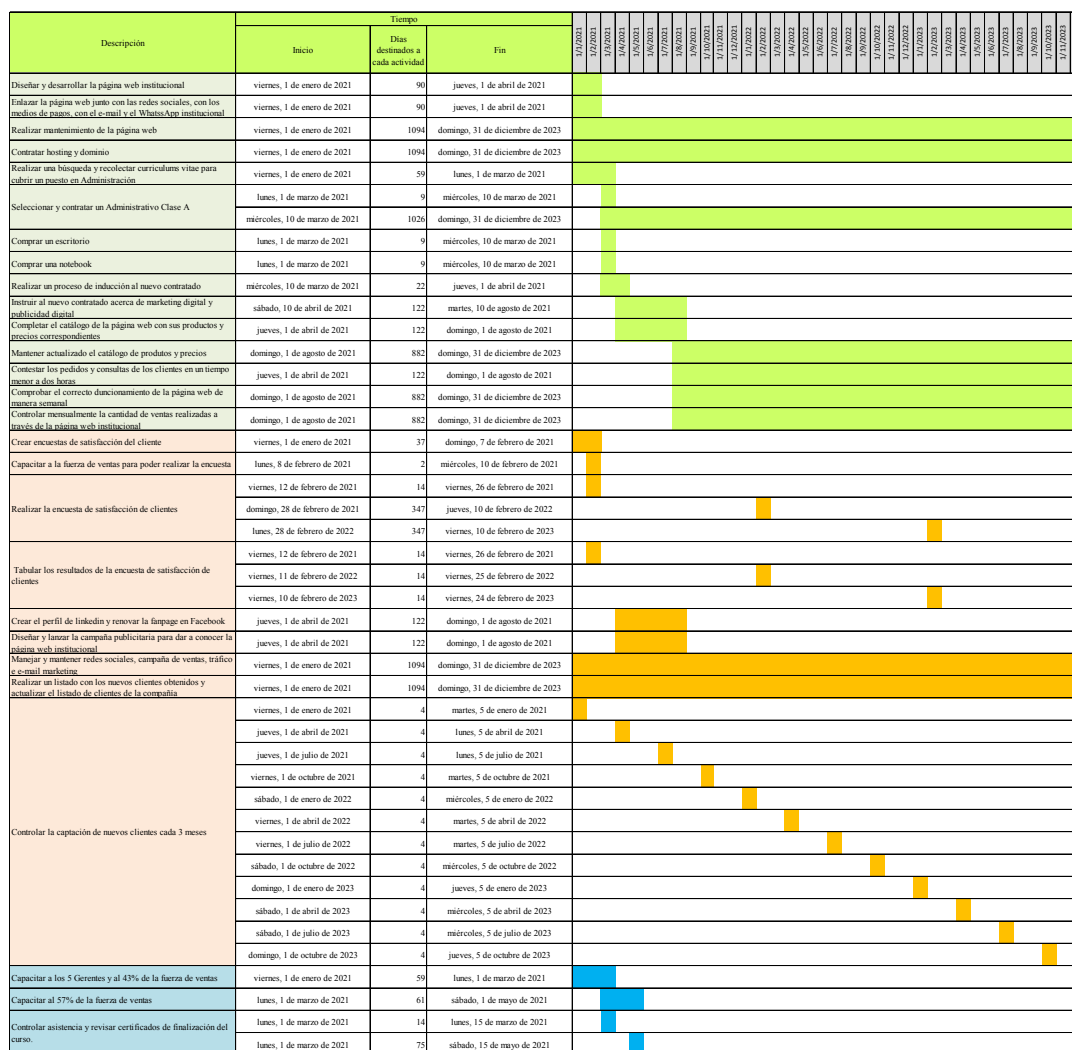 Descripción
Tiempo
Inicio
Días
destinados a
cada actividad
Fin
1/1/2021
1/2/2021
1/3/2021
1/4/2021
1/5/2021
1/6/2021
1/7/2021
1/8/2021
1/9/2021
1/10/2021
1/11/2021
1/12/2021
1/1/2022
1/2/2022
1/3/2022
1/4/2022
1/5/2022
1/6/2022
1/7/2022
1/8/2022
1/9/2022
1/10/2022
1/11/2022
1/12/2022
1/1/2023
1/2/2023
1/3/2023
1/4/2023
1/5/2023
1/6/2023
1/7/2023
1/8/2023
1/9/2023
1/10/2023
1/11/2023
Diseñar y desarrollar la página web institucional
viernes, 1 de enero de 2021 90 jueves, 1 de abril de 2021
Enlazar la página web junto con las redes sociales, con los
medios de pagos, con el e-mail y el WhatssApp institucional
viernes, 1 de enero de 2021 90 jueves, 1 de abril de 2021
Realizar mantenimiento de la página web
viernes, 1 de enero de 2021 1094 domingo, 31 de diciembre de 2023
Contratar hosting y dominio
viernes, 1 de enero de 2021 1094 domingo, 31 de diciembre de 2023
Realizar una búsqueda y recolectar curriculums vitae para
cubrir un puesto en Administración
viernes, 1 de enero de 2021 59 lunes, 1 de marzo de 2021
Seleccionar y contratar un Administrativo Clase A
lunes, 1 de marzo de 2021 9 miércoles, 10 de marzo de 2021
miércoles, 10 de marzo de 2021 1026 domingo, 31 de diciembre de 2023
Comprar un escritorio
lunes, 1 de marzo de 2021 9 miércoles, 10 de marzo de 2021
Comprar una notebook
lunes, 1 de marzo de 2021 9 miércoles, 10 de marzo de 2021
Realizar un proceso de inducción al nuevo contratado
miércoles, 10 de marzo de 2021 22 jueves, 1 de abril de 2021
Instruir al nuevo contratado acerca de marketing digital y
publicidad digital
sábado, 10 de abril de 2021 122 martes, 10 de agosto de 2021
Completar el catálogo de la página web con sus productos y
precios correspondientes
jueves, 1 de abril de 2021 122 domingo, 1 de agosto de 2021
Mantener actualizado el catálogo de produtos y precios
domingo, 1 de agosto de 2021 882 domingo, 31 de diciembre de 2023
Contestar los pedidos y consultas de los clientes en un tiempo
menor a dos horas
jueves, 1 de abril de 2021 122 domingo, 1 de agosto de 2021
Comprobar el correcto duncionamiento de la página web de
manera semanal
domingo, 1 de agosto de 2021 882 domingo, 31 de diciembre de 2023
Controlar mensualmente la cantidad de ventas realizadas a
través de la página web institucional
domingo, 1 de agosto de 2021 882 domingo, 31 de diciembre de 2023
Crear encuestas de satisfacción del cliente
viernes, 1 de enero de 2021 37 domingo, 7 de febrero de 2021
Capacitar a la fuerza de ventas para poder realizar la encuesta
lunes, 8 de febrero de 2021 2 miércoles, 10 de febrero de 2021
Realizar la encuesta de satisfacción de clientes
viernes, 12 de febrero de 2021 14 viernes, 26 de febrero de 2021
domingo, 28 de febrero de 2021 347 jueves, 10 de febrero de 2022
lunes, 28 de febrero de 2022 347 viernes, 10 de febrero de 2023
Tabular los resultados de la encuesta de satisfacción de
clientes
viernes, 12 de febrero de 2021 14 viernes, 26 de febrero de 2021
viernes, 11 de febrero de 2022 14 viernes, 25 de febrero de 2022
viernes, 10 de febrero de 2023 14 viernes, 24 de febrero de 2023
Crear el perfil de linkedin y renovar la fanpage en Facebook
jueves, 1 de abril de 2021 122 domingo, 1 de agosto de 2021
Diseñar y lanzar la campaña publicitaria para dar a conocer la
página web institucional
jueves, 1 de abril de 2021 122 domingo, 1 de agosto de 2021
Manejar y mantener redes sociales, campaña de ventas, tráfico
e e-mail marketing
viernes, 1 de enero de 2021 1094 domingo, 31 de diciembre de 2023
Realizar un listado con los nuevos clientes obtenidos y
actualizar el listado de clientes de la compañía
viernes, 1 de enero de 2021 1094 domingo, 31 de diciembre de 2023
Controlar la captación de nuevos clientes cada 3 meses
viernes, 1 de enero de 2021 4 martes, 5 de enero de 2021
jueves, 1 de abril de 2021 4 lunes, 5 de abril de 2021
jueves, 1 de julio de 2021 4 lunes, 5 de julio de 2021
viernes, 1 de octubre de 2021 4 martes, 5 de octubre de 2021
sábado, 1 de enero de 2022 4 miércoles, 5 de enero de 2022
viernes, 1 de abril de 2022 4 martes, 5 de abril de 2022
viernes, 1 de julio de 2022 4 martes, 5 de julio de 2022
sábado, 1 de octubre de 2022 4 miércoles, 5 de octubre de 2022
domingo, 1 de enero de 2023 4 jueves, 5 de enero de 2023
sábado, 1 de abril de 2023 4 miércoles, 5 de abril de 2023
sábado, 1 de julio de 2023 4 miércoles, 5 de julio de 2023
domingo, 1 de octubre de 2023 4 jueves, 5 de octubre de 2023
Capacitar a los 5 Gerentes y al 43% de la fuerza de ventas
viernes, 1 de enero de 2021 59 lunes, 1 de marzo de 2021
Capacitar al 57% de la fuerza de ventas
lunes, 1 de marzo de 2021 61 sábado, 1 de mayo de 2021
Controlar asistencia y revisar certificados de finalización del
curso.
lunes, 1 de marzo de 2021 14 lunes, 15 de marzo de 2021
lunes, 1 de marzo de 2021 75 sábado, 15 de mayo de 2021